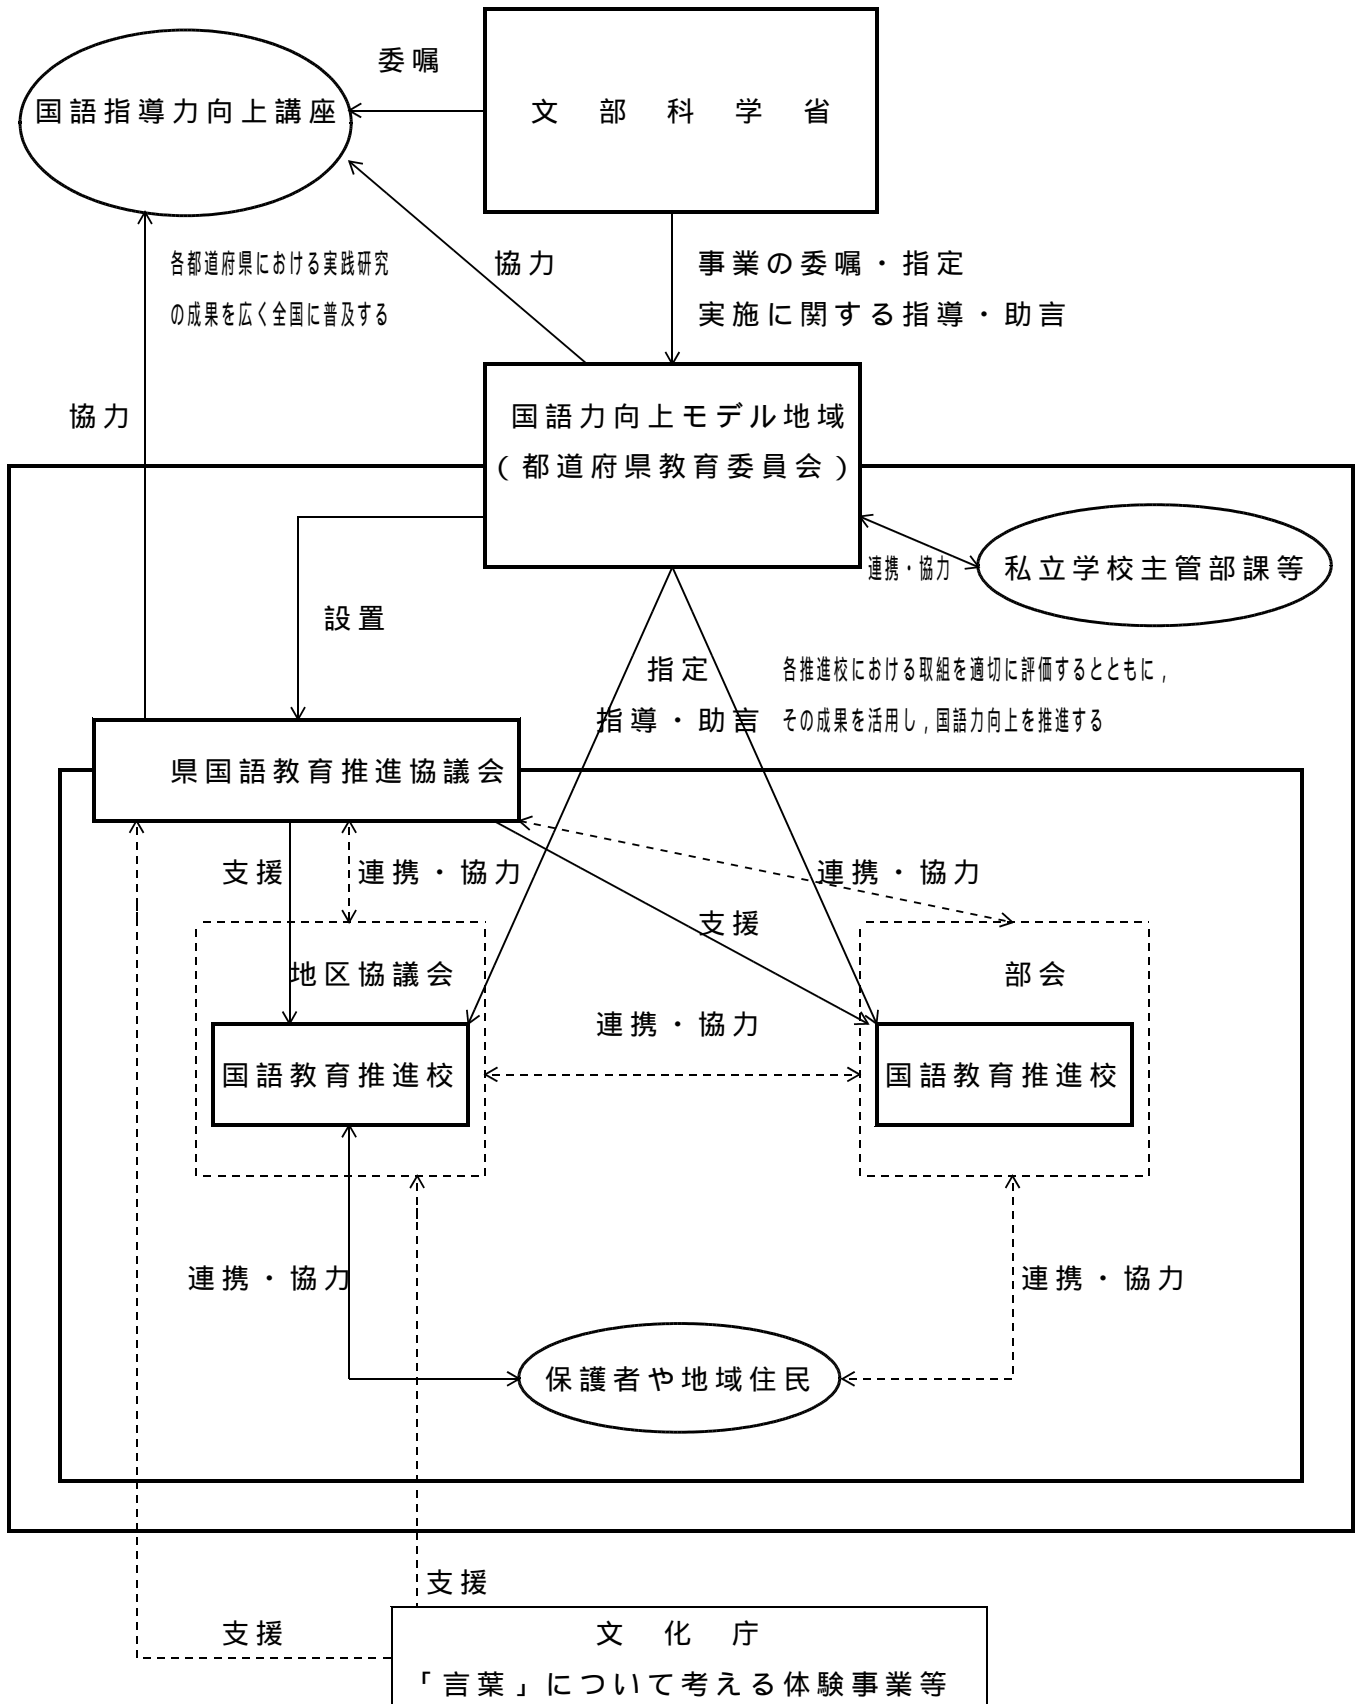 委嘱
国語指導力向上講座
文部科学省
各都道府県における実践研究
の成果を広く全国に普及する
協力
事業の委嘱・指定
実施に関する指導・助言
協力
国語力向上モデル地域
（都道府県教育委員会）
連携・協力
私立学校主管部課等
設置
指定
指導・助言
各推進校における取組を適切に評価するとともに，
その成果を活用し，国語力向上を推進する
県国語教育推進協議会
支援
連携・協力
連携・協力
支援
地区協議会
部会
連携・協力
国語教育推進校
国語教育推進校
連携・協力
連携・協力
保護者や地域住民
支援
支援
文化庁
「言葉」について考える体験事業等